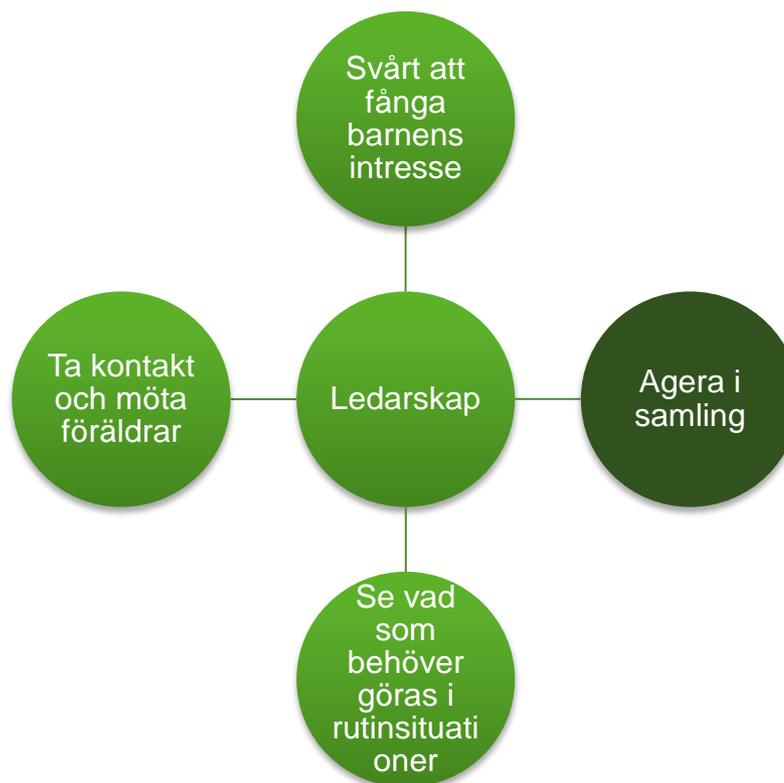 Svårt att
fånga
barnens
intresse
Ta kontakt
och möta
föräldrar
Ledarskap
Agera i
samling
Se vad
som
behöver
göras i
rutinsituati
oner